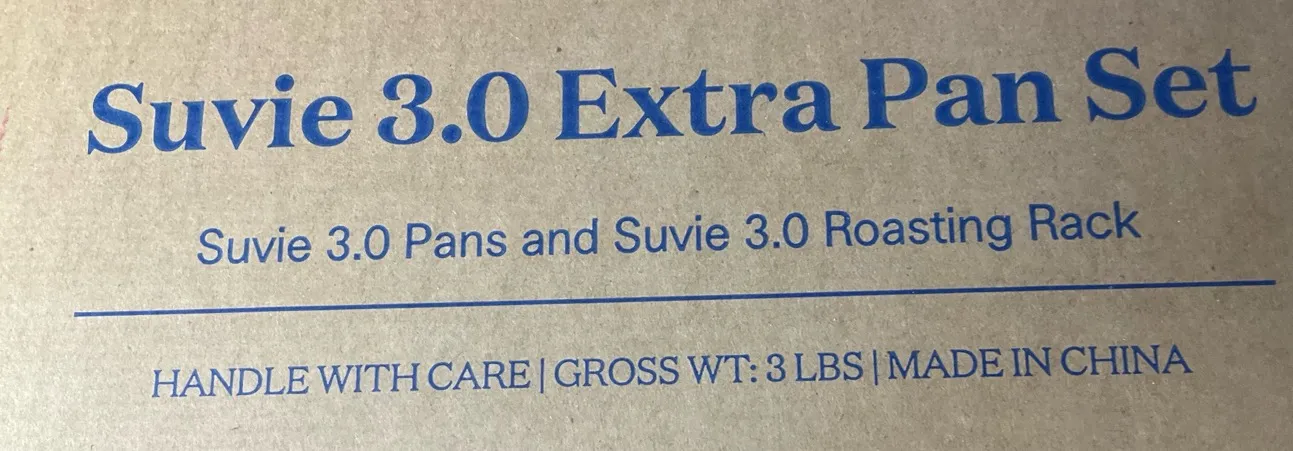 Suvie 3.0 Extra Pan Set
Suvie 3.0 Pans and Suvie 3.0 Roasting Rack
HANDLE WITH CARE | GROSS WT: 3 LBS | MADE IN CHINA